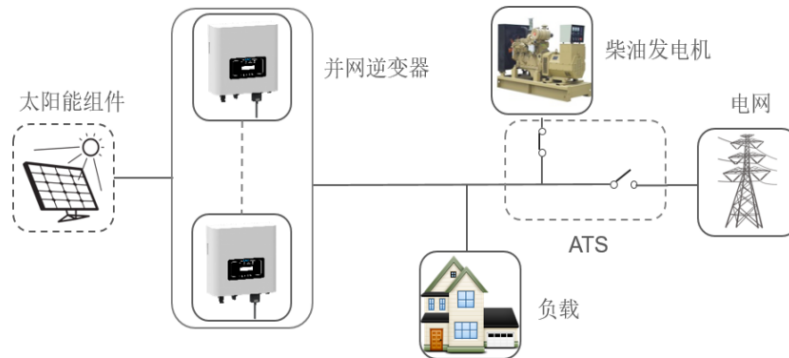 柴油发电机
并网逆变器
太阳能组件
电网
ATS
负载